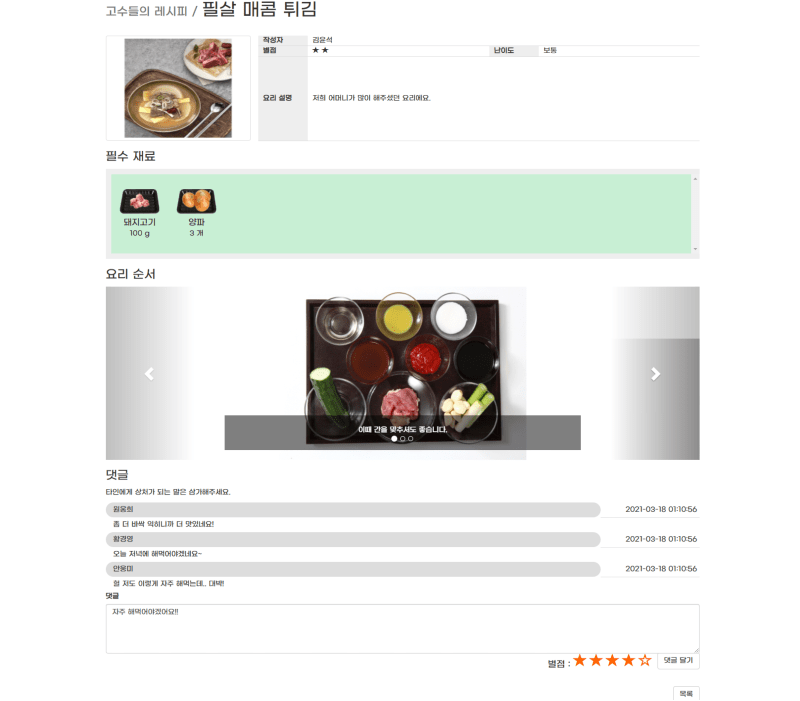 고수들의 레시피 / 필살 매콤 튀김
작성자 김윤석
별점 ★ ★ 난이도 보통
요리 설명 저희 어머니가 많이 해주셨던 요리에요.
필수 재료
돼지고기 양파
100 g 3 개
요리 순서
이때 간을 맞추셔도 좋습니다.
댓글
타인에게 상처가 되는 말은 삼가해주세요.
원웅희 2021-03-18 01:10:56
좀 더 바싹 익히니까 더 맛있네요!
황경영 2021-03-18 01:10:56
오늘 저녁에 해먹어야겠네요~
안용미 2021-03-18 01:10:56
헐 저도 이렇게 자주 해먹는데.. 대박!
댓글
자주 해먹어야겠어요!!
별점 : ★★★★☆ 댓글 달기
목록